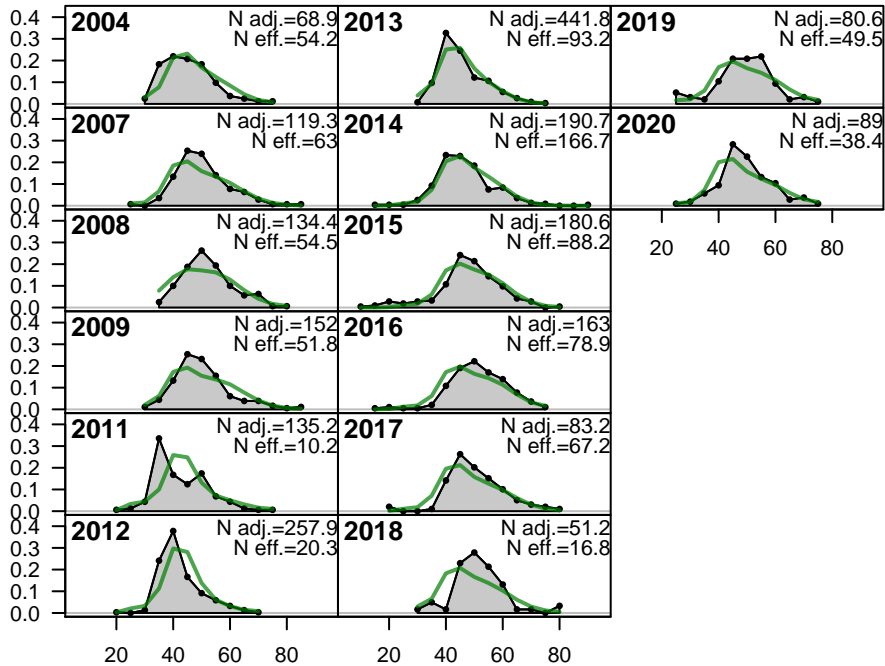 0.4
0.3
0.2
0.1
0.0
2004
N adj.=68.9
N eff.=54.2
2013
N adj.=441.8
N eff.=93.2
2019
N adj.=80.6
N eff.=49.5
0.4
0.3
0.2
0.1
0.0
2007
N adj.=119.3
N eff.=63
2014
N adj.=190.7
N eff.=166.7
2020
N adj.=89
N eff.=38.4
0.4
0.3
0.2
0.1
0.0
2008
N adj.=134.4
N eff.=54.5
2015
N adj.=180.6
N eff.=88.2
20 40 60 80
0.4
0.3
0.2
0.1
0.0
2009
N adj.=152
N eff.=51.8
2016
N adj.=163
N eff.=78.9
0.4
0.3
0.2
0.1
0.0
2011
N adj.=135.2
N eff.=10.2
2017
N adj.=83.2
N eff.=67.2
0.4
0.3
0.2
0.1
0.0
2012
N adj.=257.9
N eff.=20.3
2018
N adj.=51.2
N eff.=16.8
20 40 60 80
20 40 60 80